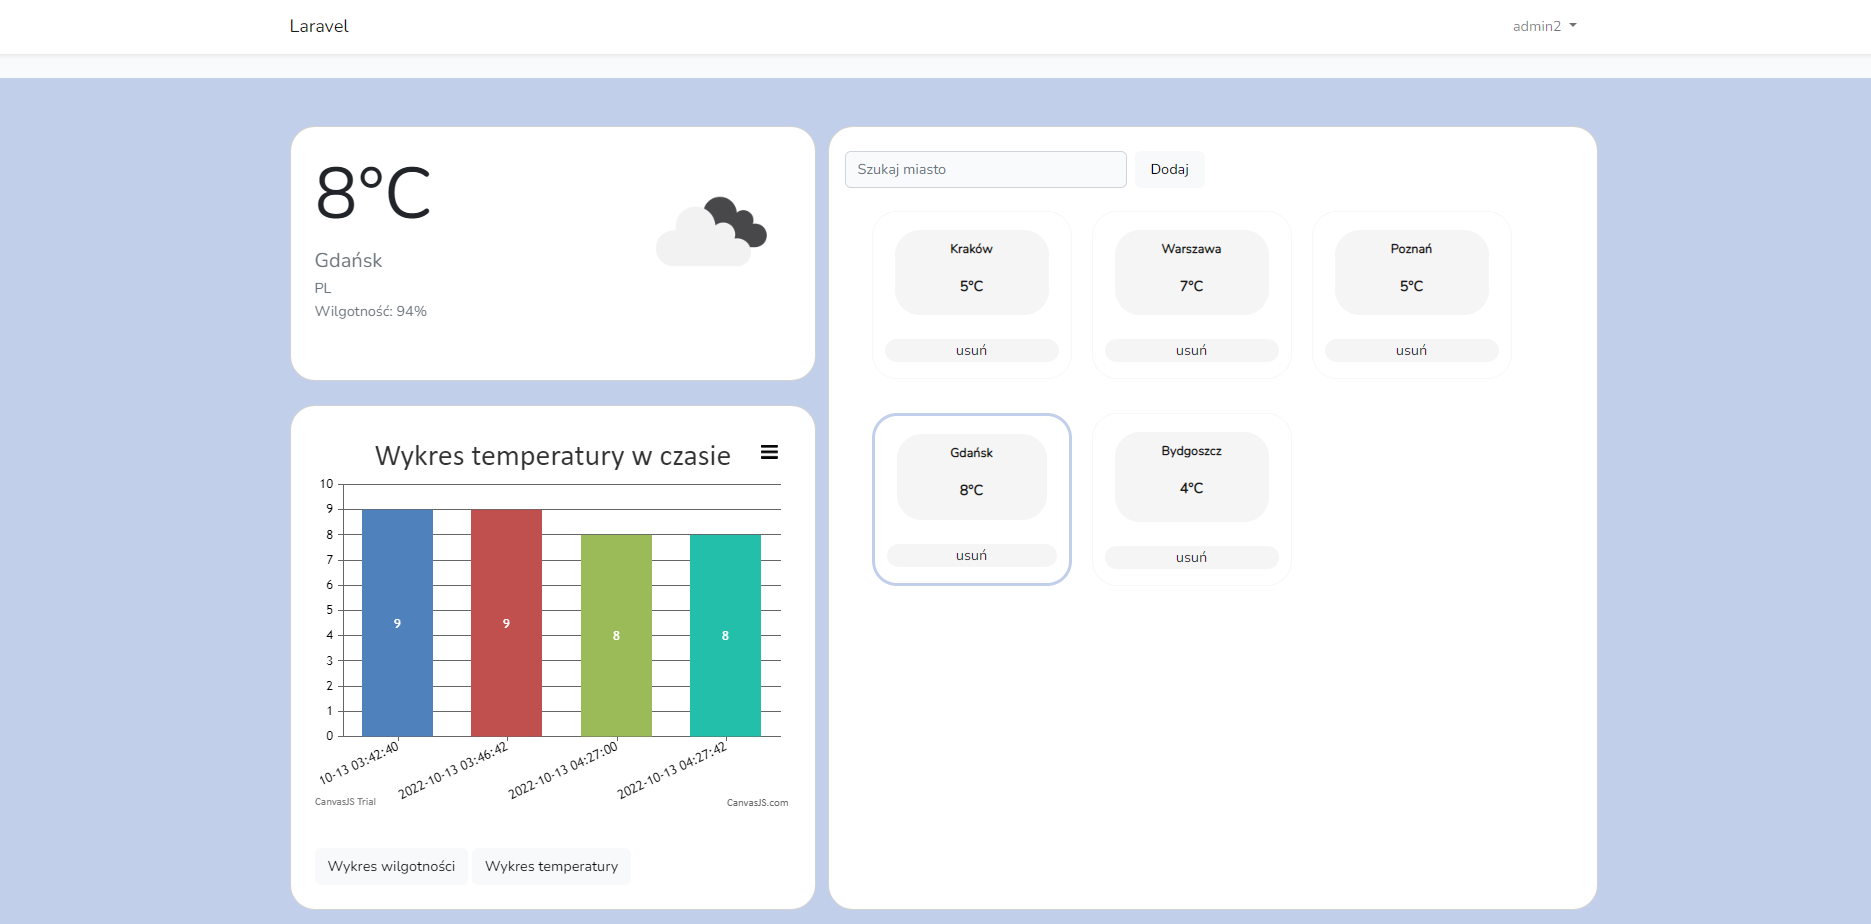 Laravel
admin2
8°C
Gdańsk
PL
Wilgotność: 94%
Wykres temperatury w czasie
10
9
8
7
6
5
4
3
2
1
0
9
9
8
8
10-13 03:42:40
2022-10-13 03:46:42
2022-10-13 04:27:00
2022-10-13 04:27:42
CanvasJS Trial
CanvasJS.com
Wykres wilgotności
Wykres temperatury
Szukaj miasto
Dodaj
Kraków
5°C
usuń
Warszawa
7°C
usuń
Poznań
5°C
usuń
Gdańsk
8°C
usuń
Bydgoszcz
4°C
usuń